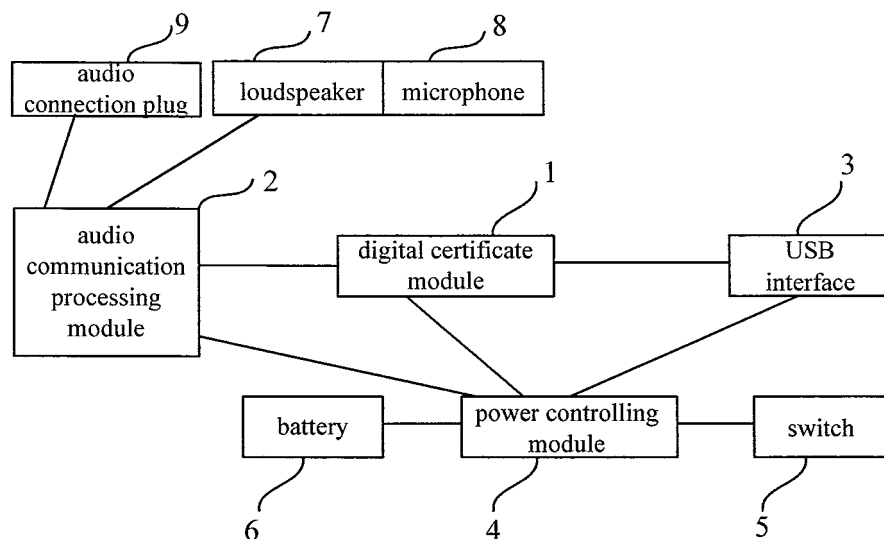 9
7
8
audio
connection plug
loudspeaker
microphone
2
1
3
audio
communication
processing
module
digital certificate
module
USB
interface
battery
power controlling
module
switch
6
4
5